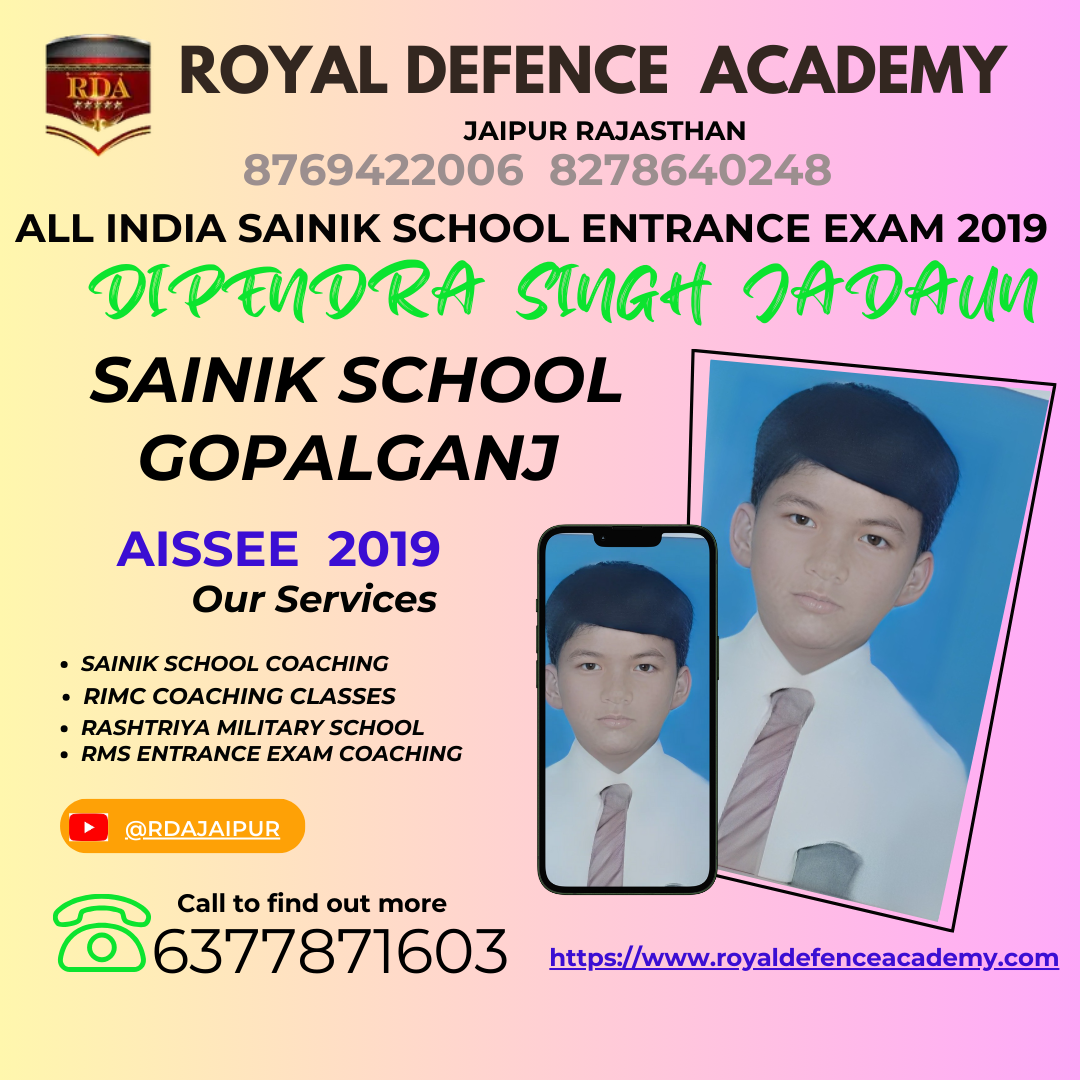 RDA
ROYAL DEFENCE ACADEMY
JAIPUR RAJASTHAN
8769422006 8278640248
ALL INDIA SAINIK SCHOOL ENTRANCE EXAM 2019
DIPENDRA SINGH JADAUN
SAINIK SCHOOL
GOPALGANJ
AISSEE 2019
Our Services
• SAINIK SCHOOL COACHING
• RIMC COACHING CLASSES
• RASHTRIYA MILITARY SCHOOL
• RMS ENTRANCE EXAM COACHING
@RDAJAIPUR
Call to find out more
6377871603
https://www.royaldefenceacademy.com